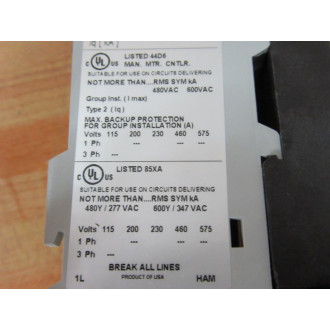 LISTED 44D6
C UL US MAN. MTR. CNTLR.
SUITABLE FOR USE ON CIRCUITS DELIVERING
NOT MORE THAN....RMS SYM kA
480VAC 600VAC
Group Inst. ( I max)
Type 2 ( Iq )
MAX. BACKUP PROTECTION
FOR GROUP INSTALLATION (A)
Volts 115 200 230 460 575
1 Ph
3 Ph
C UL US LISTED 85XA
SUITABLE FOR USE ON CIRCUITS DELIVERING
NOT MORE THAN....RMS SYM kA
480Y / 277 VAC 600Y / 347 VAC
Volts 115 200 230 460 575
1 Ph
3 Ph
BREAK ALL LINES
1L PRODUCT OF USA HAM